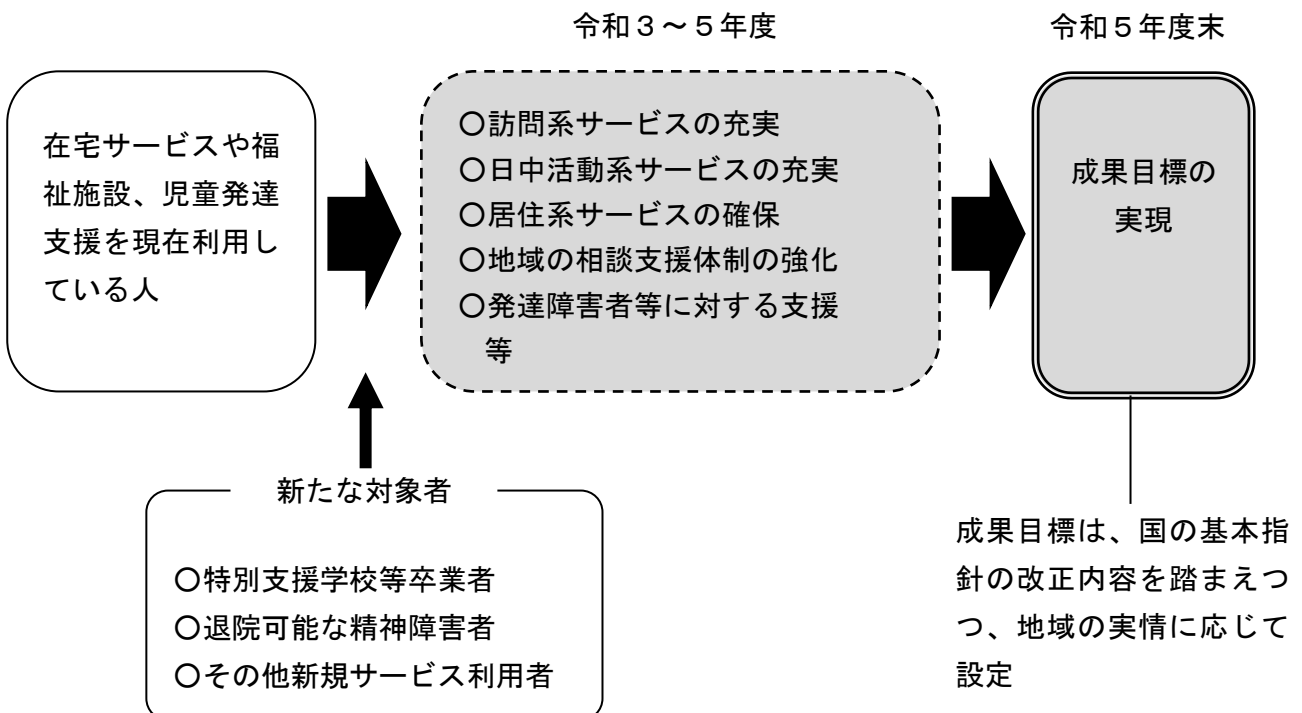 令和３～５年度
令和５年度末
在宅サービスや福
祉施設、児童発達
支援を現在利用し
ている人
〇訪問系サービスの充実
〇日中活動系サービスの充実
〇居住系サービスの確保
〇地域の相談支援体制の強化
〇発達障害者等に対する支援
等
成果目標の
実現
新たな対象者
〇特別支援学校等卒業者
〇退院可能な精神障害者
〇その他新規サービス利用者
成果目標は、国の基本指
針の改正内容を踏まえつ
つ、地域の実情に応じて
設定